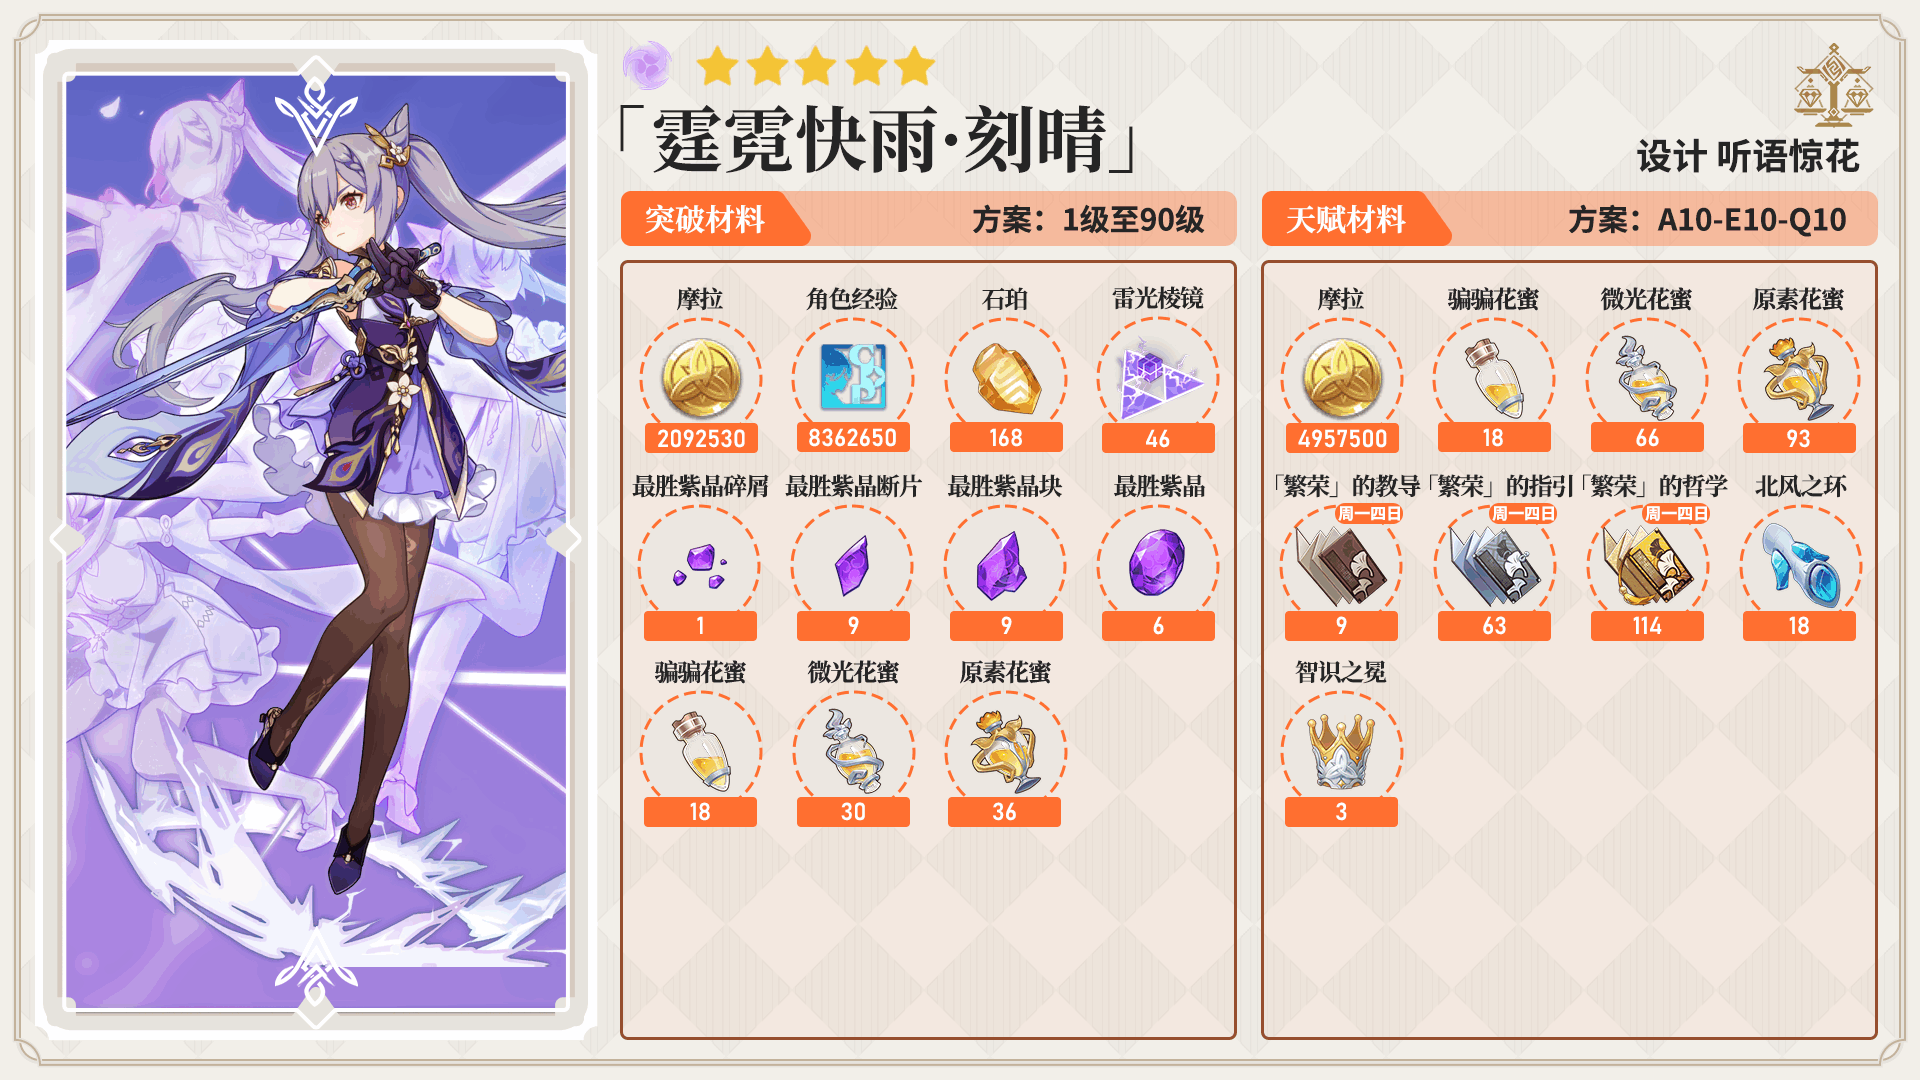 「霆霓快雨·刻晴」
设计 听语惊花
突破材料
方案：1级至90级
摩拉 角色经验 石珀 雷光棱镜
2092530 8362650 168 46
最胜紫晶碎屑 最胜紫晶断片 最胜紫晶块 最胜紫晶
1 9 9 6
骗骗花蜜 微光花蜜 原素花蜜
18 30 36
天赋材料
方案：A10-E10-Q10
摩拉 骗骗花蜜 微光花蜜 原素花蜜
4957500 18 66 93
「繁荣」的教导 「繁荣」的指引 「繁荣」的哲学 北风之环
周一四日 周一四日 周一四日
9 63 114 18
智识之冕
3